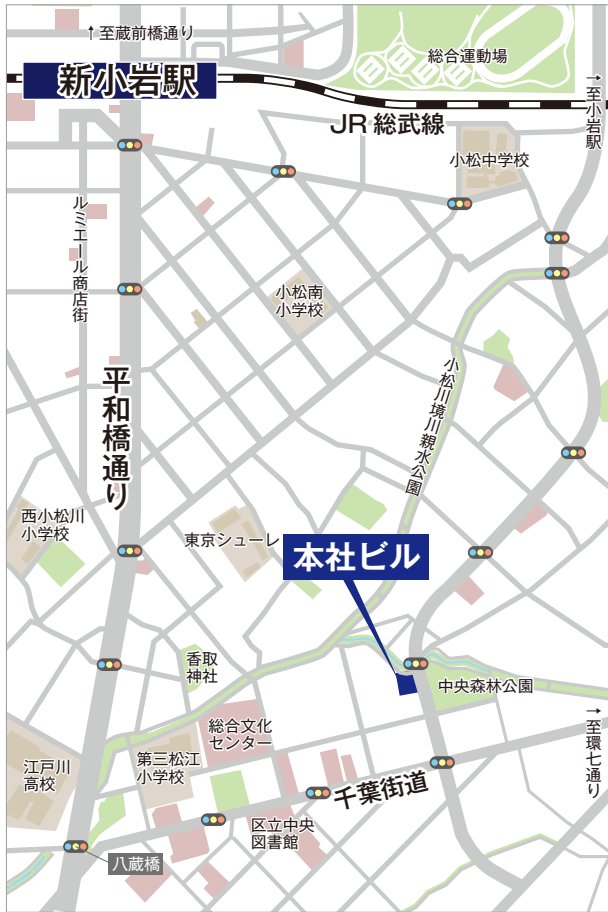 ↑至蔵前橋通り
総合運動場
新小岩駅
JR 総武線
↑至小岩駅
小松中学校
ルミエール商店街
小松南
小学校
平和橋通り
小松川境川親水公園
西小松川
小学校
東京シューレ
本社ビル
香取
神社
中央森林公園
総合文化
センター
↑至環七通り
江戸川
高校
第三松江
小学校
千葉街道
区立中央
図書館
八蔵橋